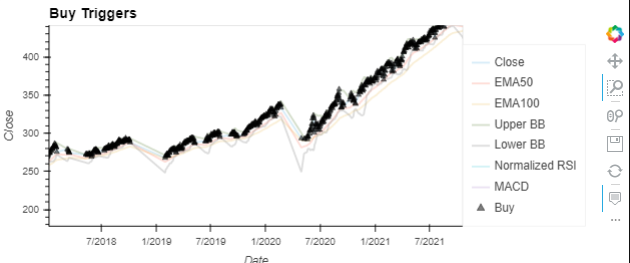 Buy Triggers
400
350
300
250
200
Close
7/2018
1/2019
7/2019
1/2020
7/2020
1/2021
7/2021
Date
Close
EMA50
EMA100
Upper BB
Lower BB
Normalized RSI
MACD
Buy